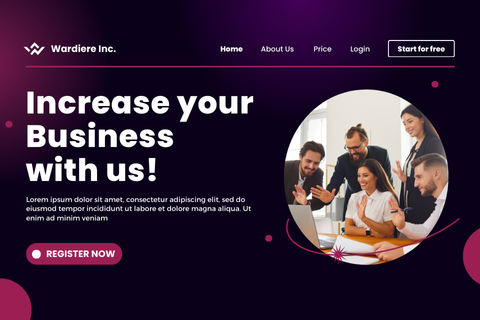 Wardiere Inc.
Home About Us Price Login Start for free
Increase your
Business
with us!
Lorem ipsum dolor sit amet, consectetur adipiscing elit, sed do
eiusmod tempor incididunt ut labore et dolore magna aliqua. Ut
enim ad minim veniam
REGISTER NOW